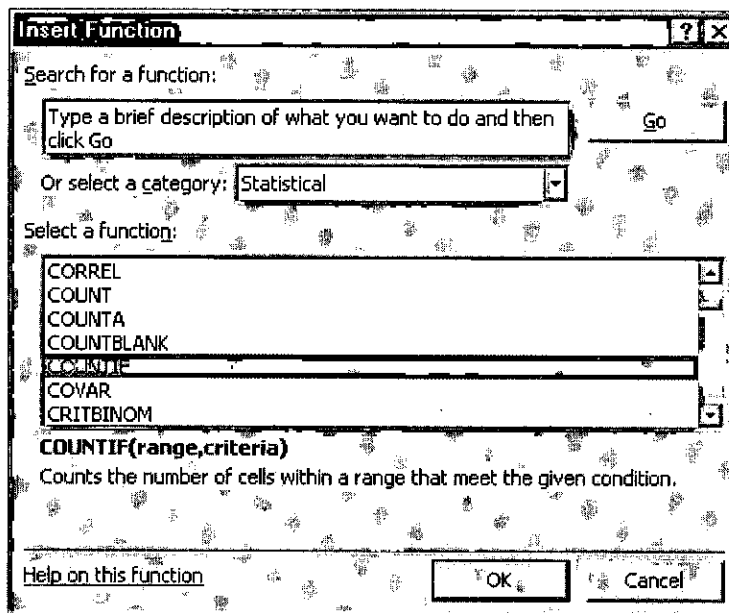 Insert Function ? X
Search for a function:
Type a brief description of what you want to do and then
click Go
Go
Or select a category: Statistical
Select a function:
CORREL
COUNT
COUNTA
COUNTBLANK
COUNTIF
COVAR
CRITBINOM
COUNTIF(range,criteria)
Counts the number of cells within a range that meet the given condition.
Help on this function
OK
Cancel